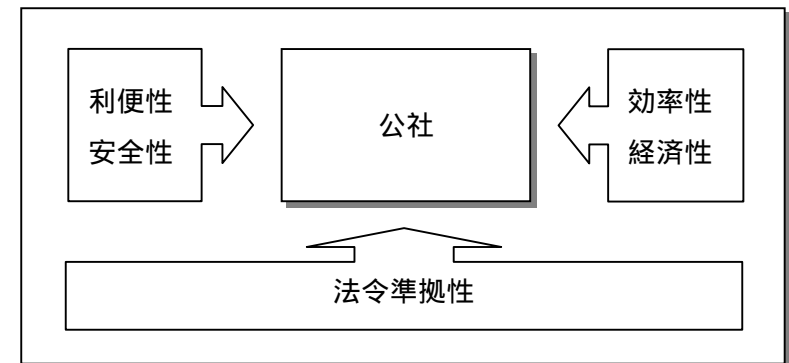 利便性
安全性
公社
効率性
経済性
法令準拠性